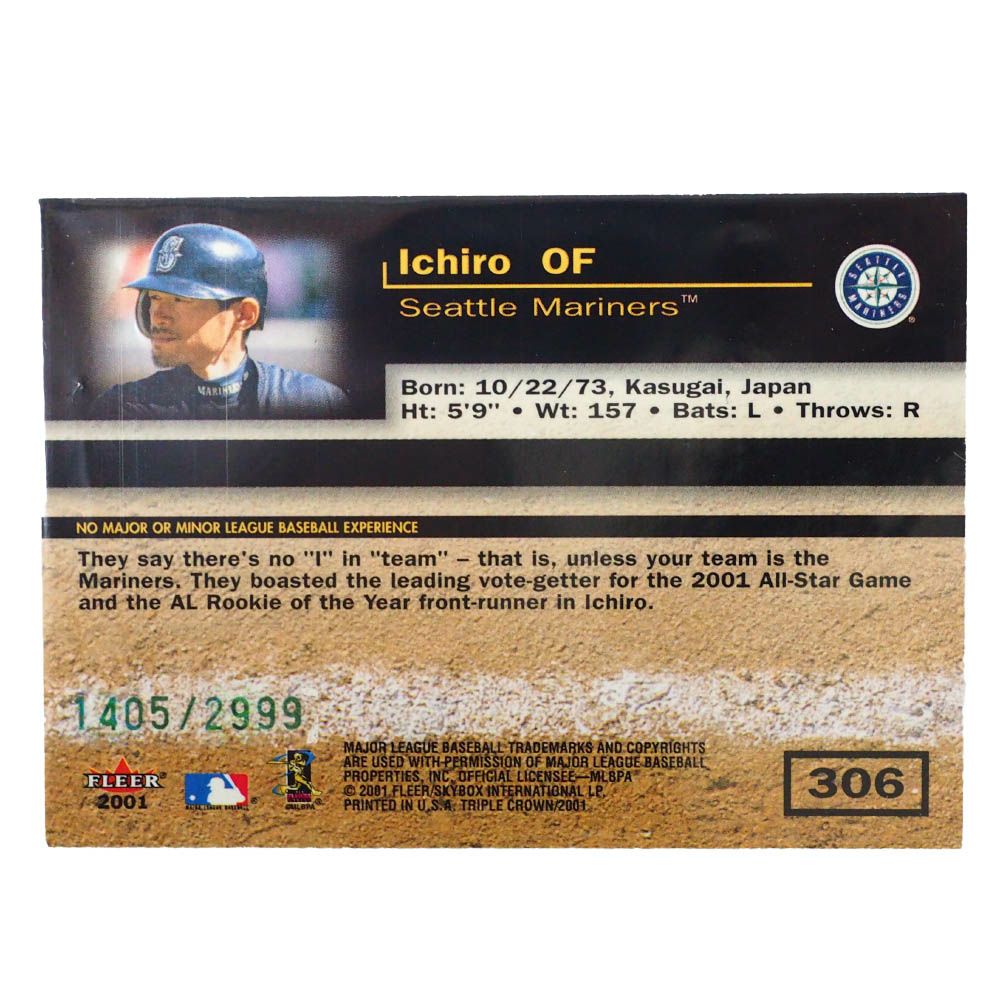 Ichiro OF
Seattle Mariners™
SEATTLE
MARINERS
®
S
MARINERS
Born: 10/22/73, Kasugai, Japan
Ht: 5'9" • Wt: 157 • Bats: L • Throws: R
NO MAJOR OR MINOR LEAGUE BASEBALL EXPERIENCE
They say there's no "I" in "team" – that is, unless your team is the
Mariners. They boasted the leading vote-getter for the 2001 All-Star Game
and the AL Rookie of the Year front-runner in Ichiro.
1405/2999
FLEER
2001
MAJOR LEAGUE BASEBALL TRADEMARKS AND COPYRIGHTS
ARE USED WITH PERMISSION OF MAJOR LEAGUE BASEBALL
PROPERTIES, INC. OFFICIAL LICENSEE—MLBPA
© 2001 FLEER/SKYBOX INTERNATIONAL LP.
PRINTED IN U.S.A. TRIPLE CROWN/2001
306